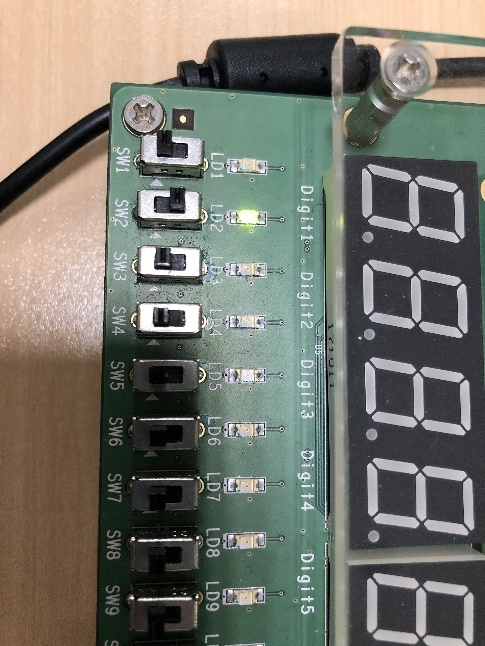 SW1 LD1
SW2 LD2
SW3 LD3
SW4 LD4
SW5 LD5
SW6 LD6
SW7 LD7
SW8 LD8
SW9 LD9
Digit1
Digit2
Digit3
Digit4
Digit5